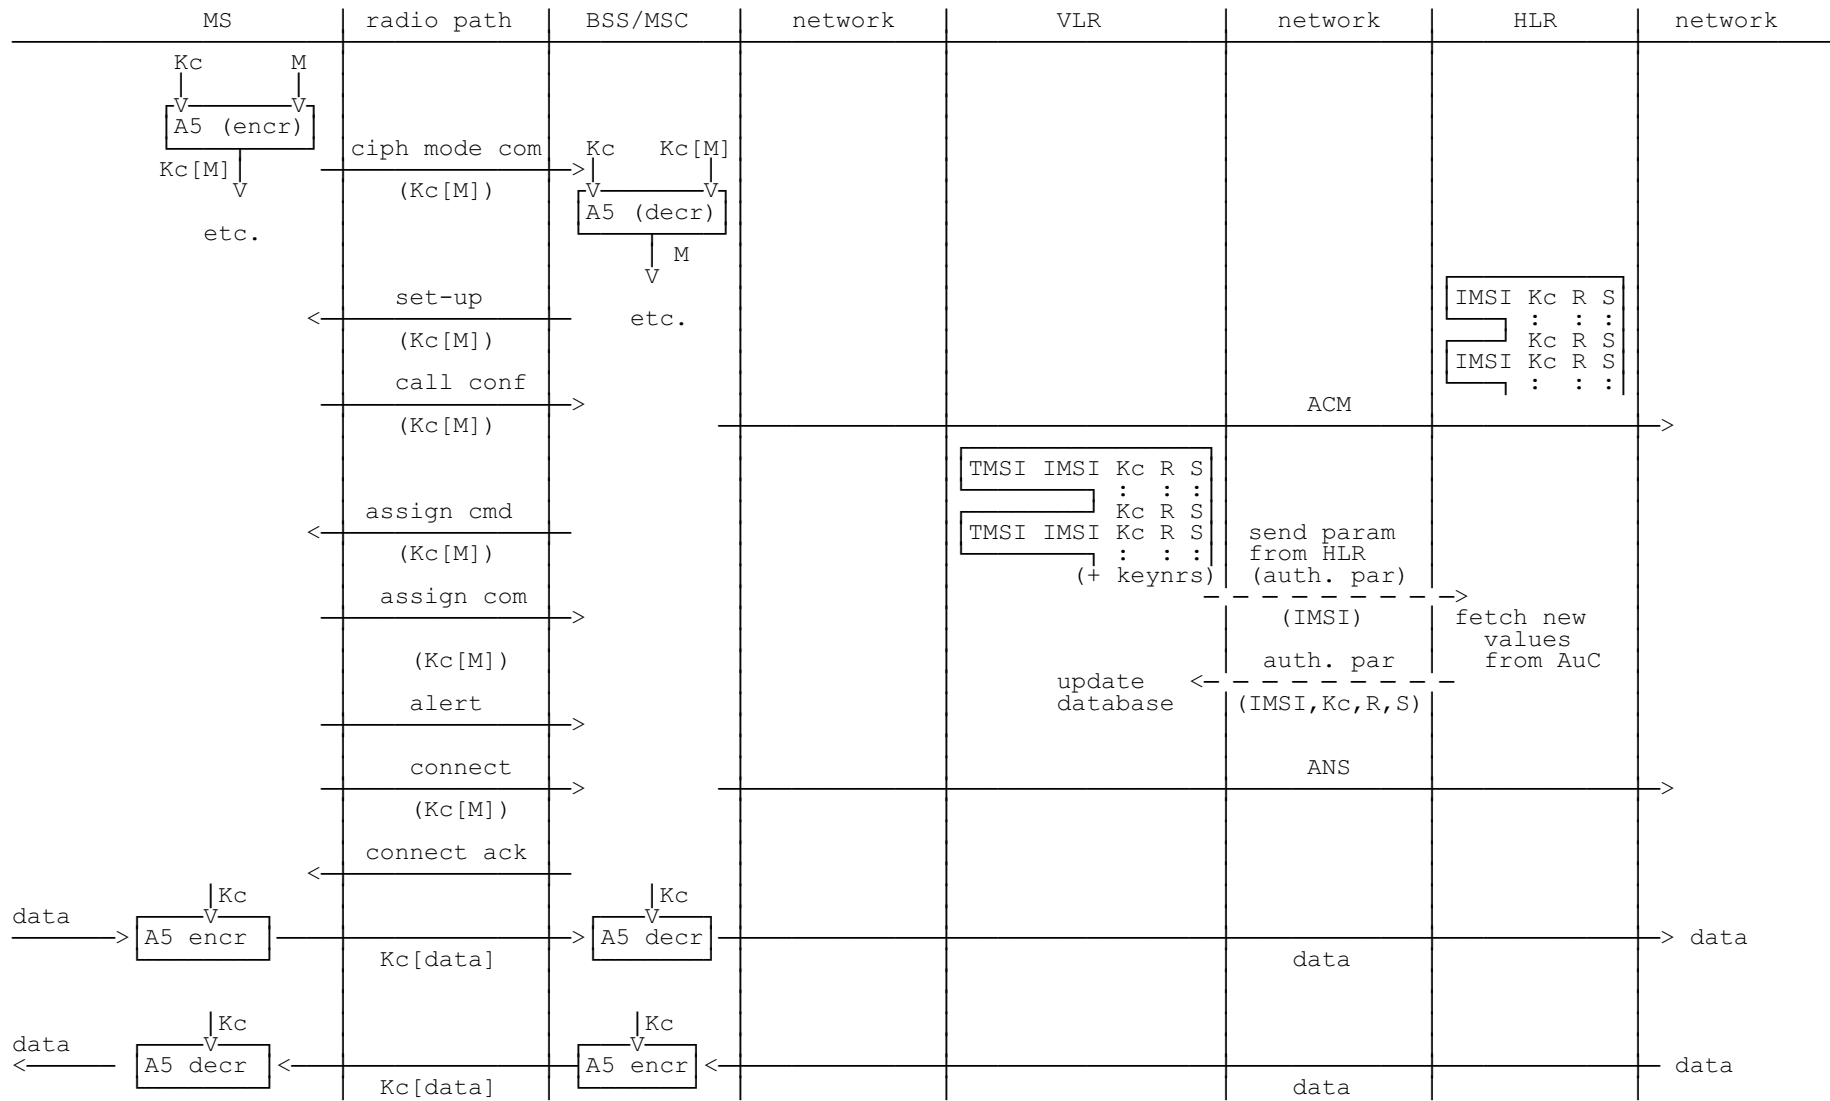 MS radio path BSS/MSC network VLR network HLR network
Kc M
A5 (encr)
ciph mode com Kc Kc[M]
Kc[M]
(Kc[M])
A5 (decr)
etc.
M
set-up IMSI Kc R S
etc. : : :
(Kc[M]) Kc R S
IMSI Kc R S
call conf : : :
ACM
(Kc[M])
TMSI IMSI Kc R S
: : :
assign cmd Kc R S
TMSI IMSI Kc R S send param
(Kc[M]) : : : from HLR
(+ keynrs) (auth. par)
assign com
(IMSI) fetch new
values
(Kc[M]) auth. par from AuC
update
alert database (IMSI,Kc,R,S)
connect ANS
(Kc[M])
connect ack
Kc Kc
data
A5 encr A5 decr data
Kc[data] data
Kc Kc
data
A5 decr A5 encr data
Kc[data] data